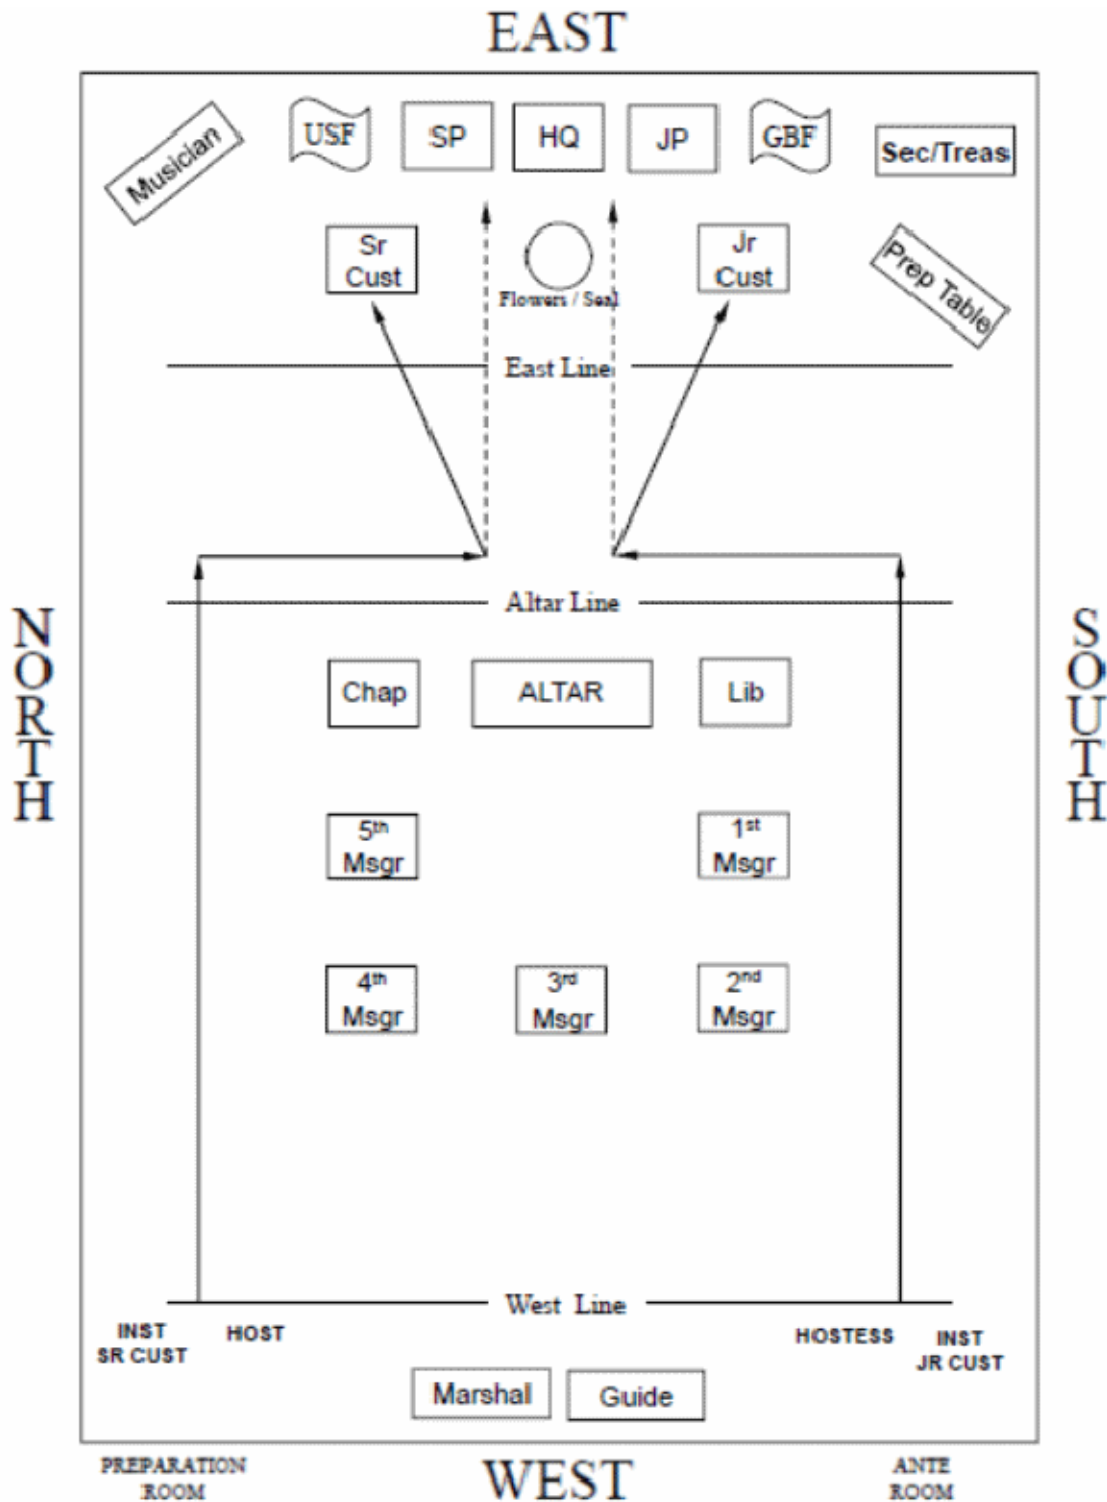 EAST
Musician
USF
SP
HQ
JP
GBF
Sec/Treas
Sr
Cust
Flowers / Seal
Jr
Cust
Prep Table
East Line
Altar Line
NORTH
SOUTH
Chap
ALTAR
Lib
5th
Msgr
1st
Msgr
4th
Msgr
3rd
Msgr
2nd
Msgr
West Line
INST
SR CUST
HOST
HOSTESS
INST
JR CUST
Marshal
Guide
PREPARATION
ROOM
WEST
ANTE
ROOM